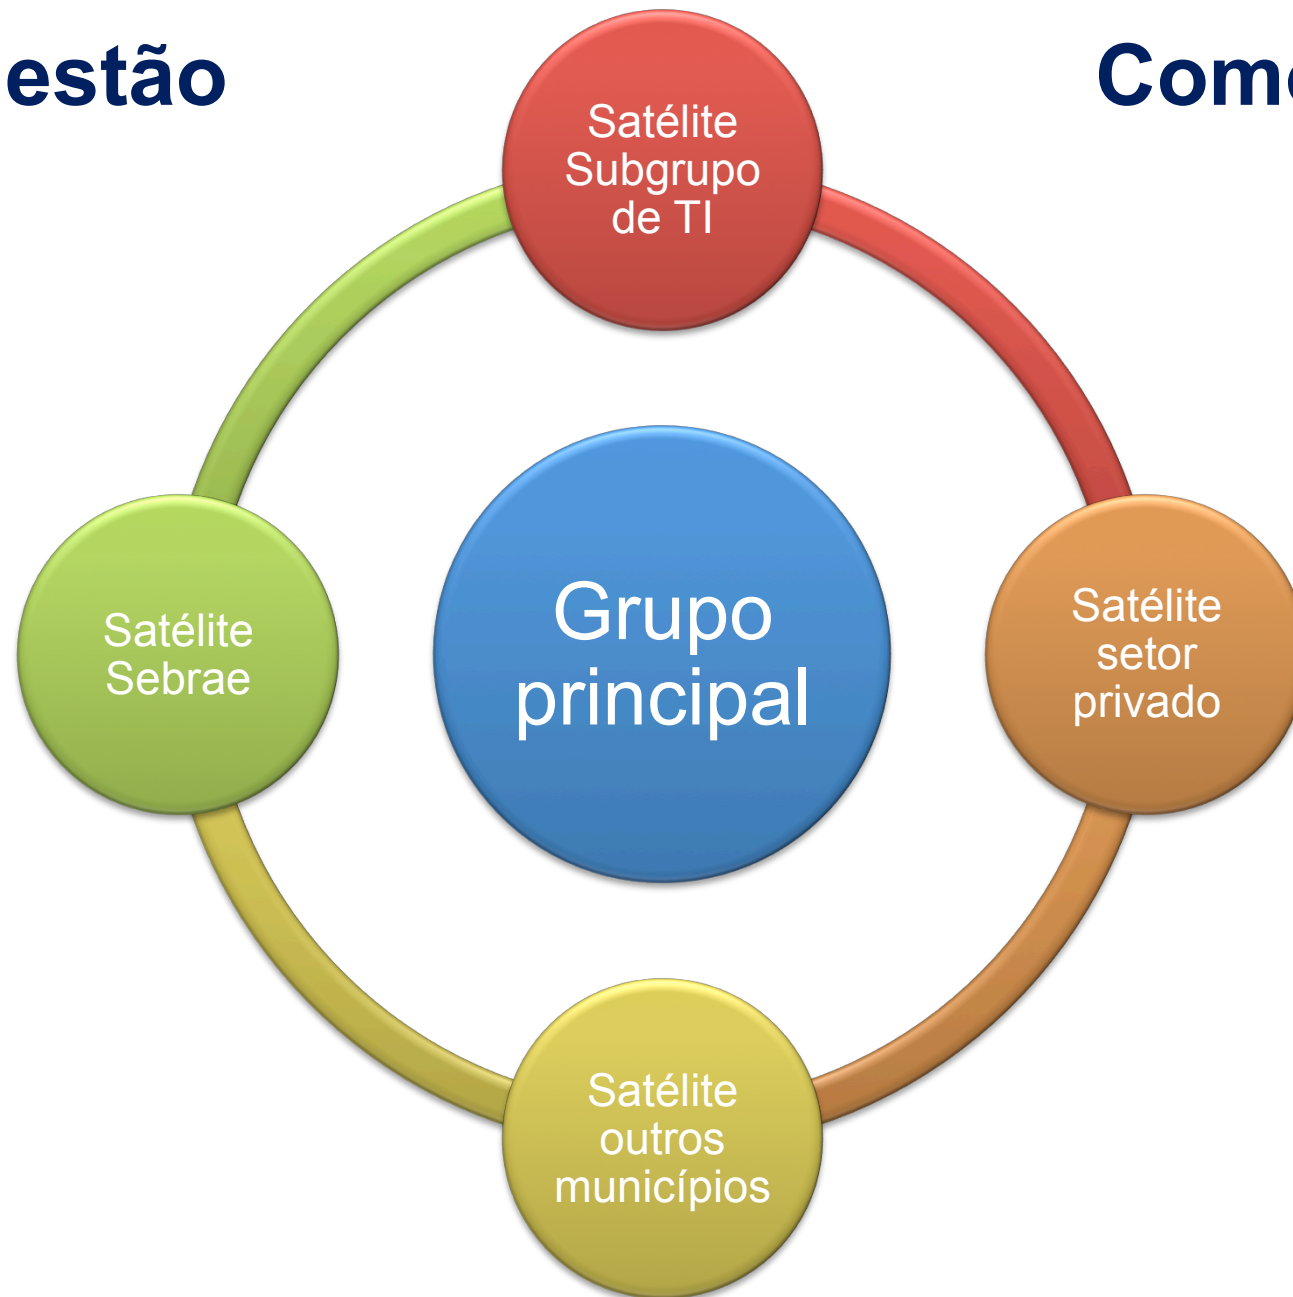 estão
Satélite
Subgrupo
de TI
Satélite
Sebrae
Grupo
principal
Satélite
setor
privado
Satélite
outros
municípios